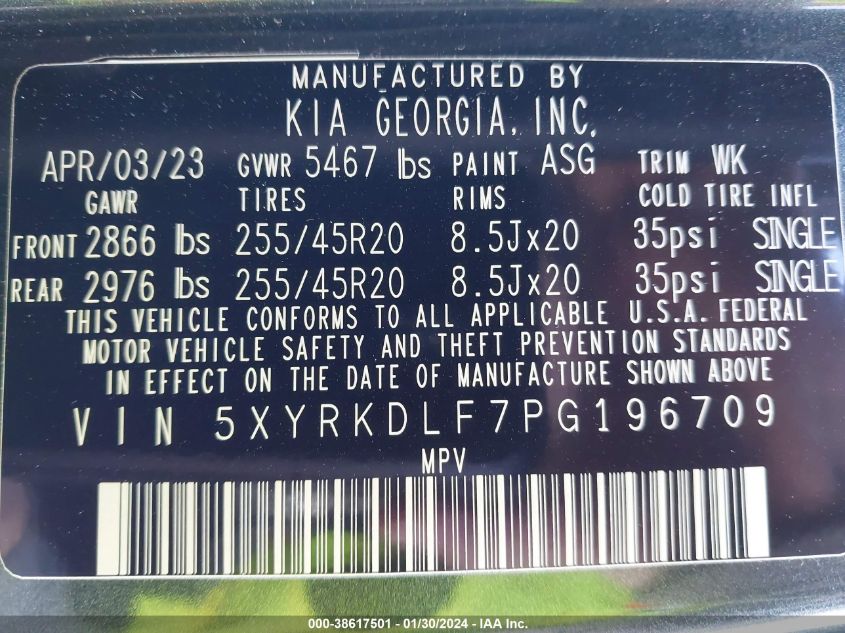 MANUFACTURED BY
KIA GEORGIA, INC.
APR/03/23 GVWR 5467 lbs PAINT ASG TRIM WK
GAWR TIRES RIMS COLD TIRE INFL
FRONT 2866 lbs 255/45R20 8.5Jx20 35psi SINGLE
REAR 2976 lbs 255/45R20 8.5Jx20 35psi SINGLE
THIS VEHICLE CONFORMS TO ALL APPLICABLE U.S.A. FEDERAL
MOTOR VEHICLE SAFETY AND THEFT PREVENTION STANDARDS
IN EFFECT ON THE DATE OF MANUFACTURE SHOWN ABOVE
VIN 5XYRKDLF7PG196709
MPV
000-38617501 - 01/30/2024 - IAA Inc.